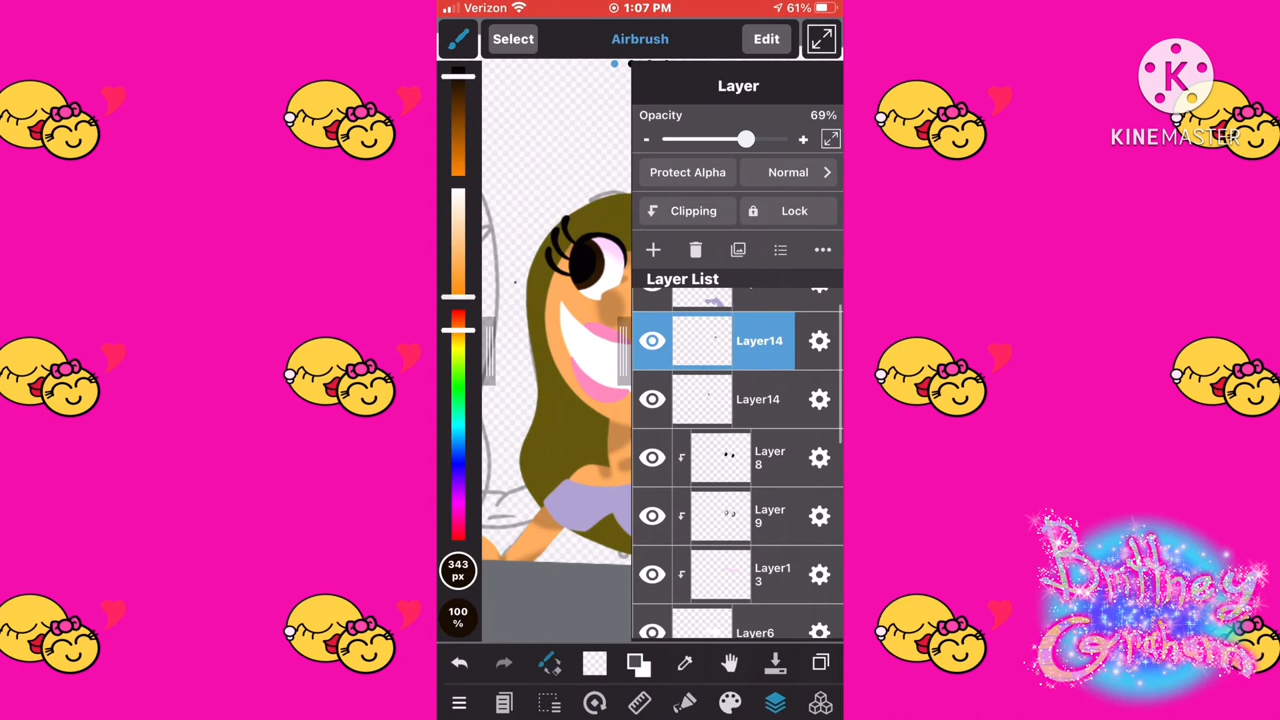 Verizon 1:07 PM 61%
Select Airbrush Edit
Layer
Opacity 69%
- +
Protect Alpha Normal
Clipping Lock
Layer List
Layer14
Layer14
Layer
8
Layer
9
Layer1
3
Layer6
343
px
100
%
K
KINEMASTER
Brittney
Graham